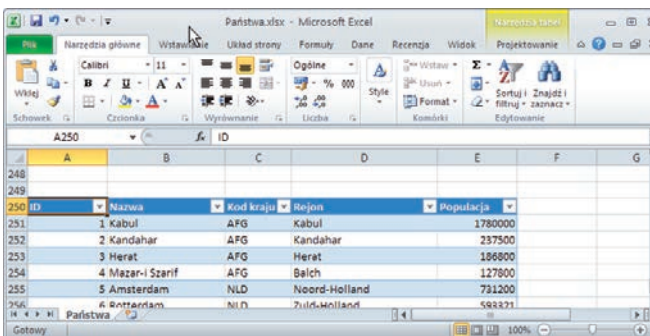 Państwa.xlsx - Microsoft Excel
Narzędzia tabel
Plik Narzędzia główne Wstawianie Układ strony Formuły Dane Recenzja Widok Projektowanie
Wklej
Calibri 11
B I U A A
A
Ogólne
% 000
Style
Wstaw
Usuń
Format
Σ
Sortuj i filtruj
Znajdź i zaznacz
Schowek Czcionka Wyrównanie Liczba Komórki Edytowanie
A250 fx ID
A B C D E F G
248
249
250 ID Nazwa Kod kraju Rejon Populacja
251 1 Kabul AFG Kabul 1780000
252 2 Kandahar AFG Kandahar 237500
253 3 Herat AFG Herat 186800
254 4 Mazar-i Szarif AFG Balch 127800
255 5 Amsterdam NLD Noord-Holland 731200
256 6 Rotterdam NLD Zuid-Holland 593321
Państwa
Gotowy 100%